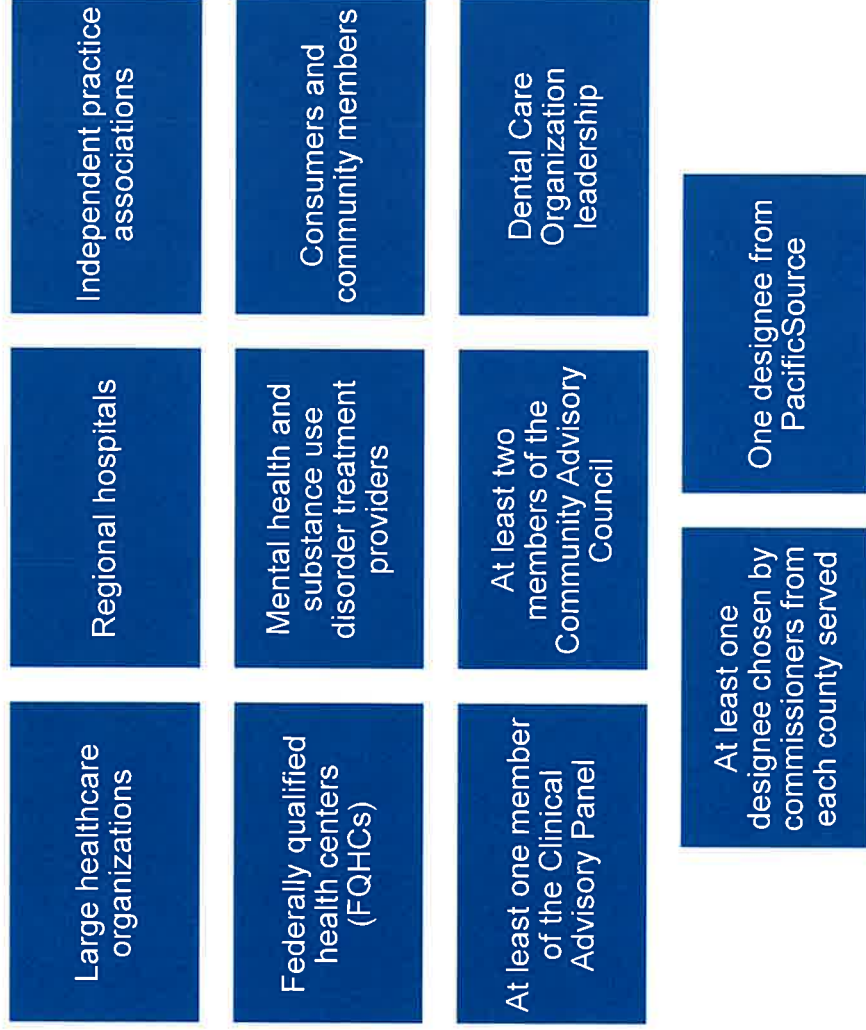 Large healthcare
organizations
Regional hospitals
Independent practice
associations
Federally qualified
health centers
(FQHCs)
Mental health and
substance use
disorder treatment
providers
Consumers and
community members
At least one member
of the Clinical
Advisory Panel
At least two
members of the
Community Advisory
Council
Dental Care
Organization
leadership
At least one
designee chosen by
commissioners from
each county served
One designee from
PacificSource